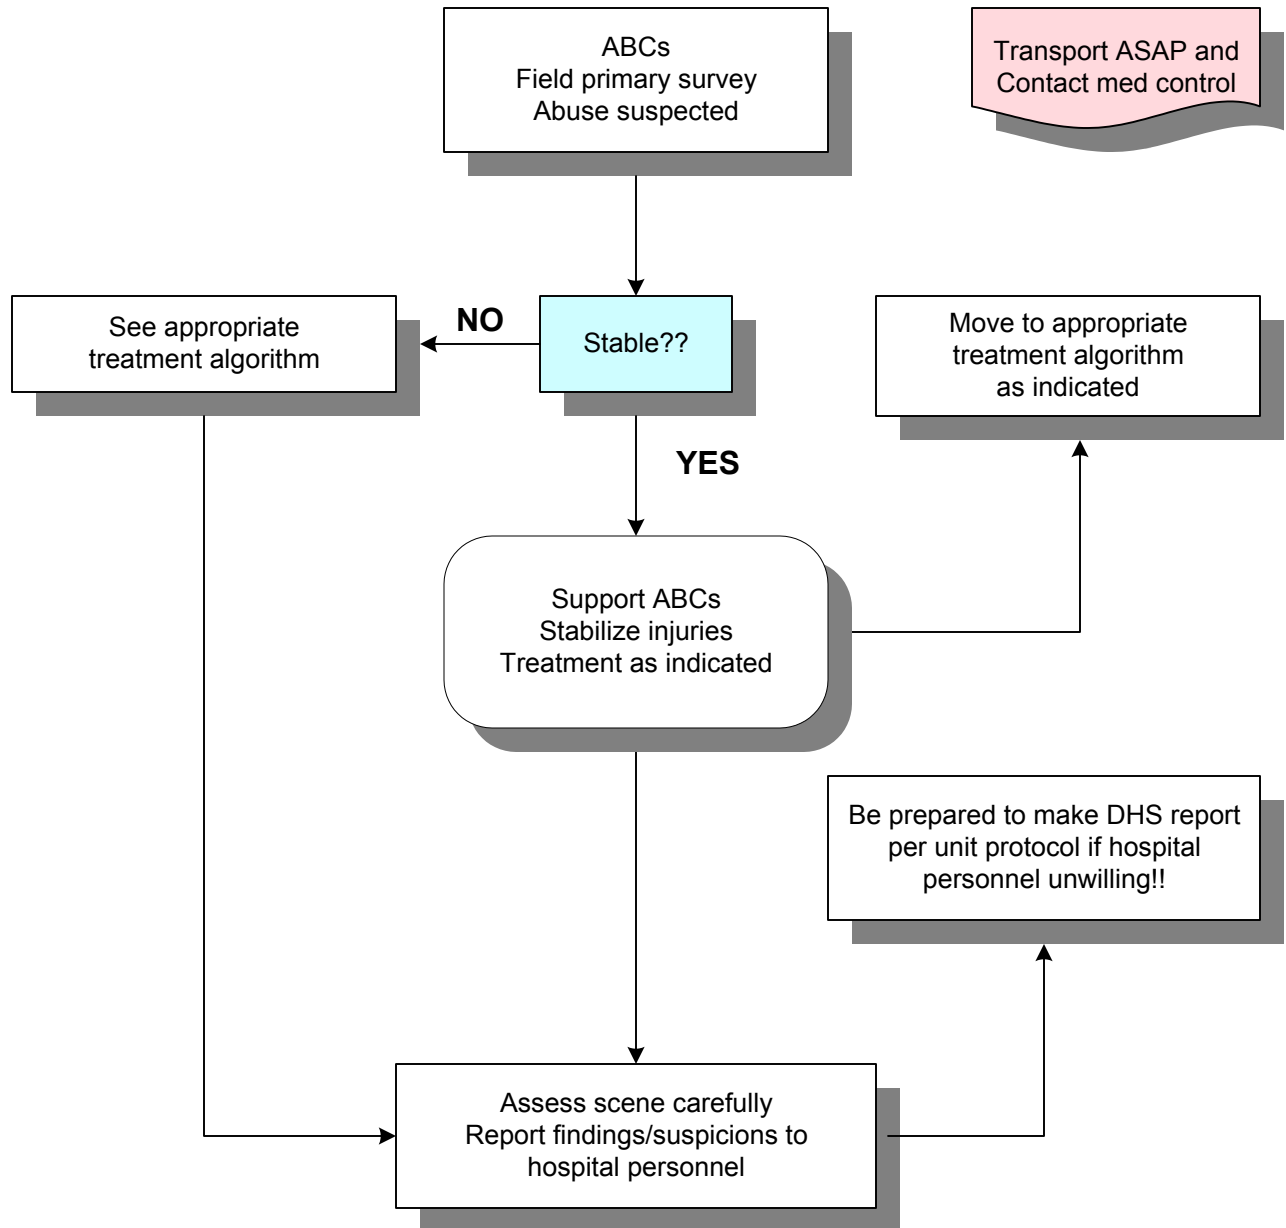 ABCs
Field primary survey
Abuse suspected
Transport ASAP and
Contact med control
See appropriate
treatment algorithm
NO
Stable??
Move to appropriate
treatment algorithm
as indicated
YES
Support ABCs
Stabilize injuries
Treatment as indicated
Be prepared to make DHS report
per unit protocol if hospital
personnel unwilling!!
Assess scene carefully
Report findings/suspicions to
hospital personnel